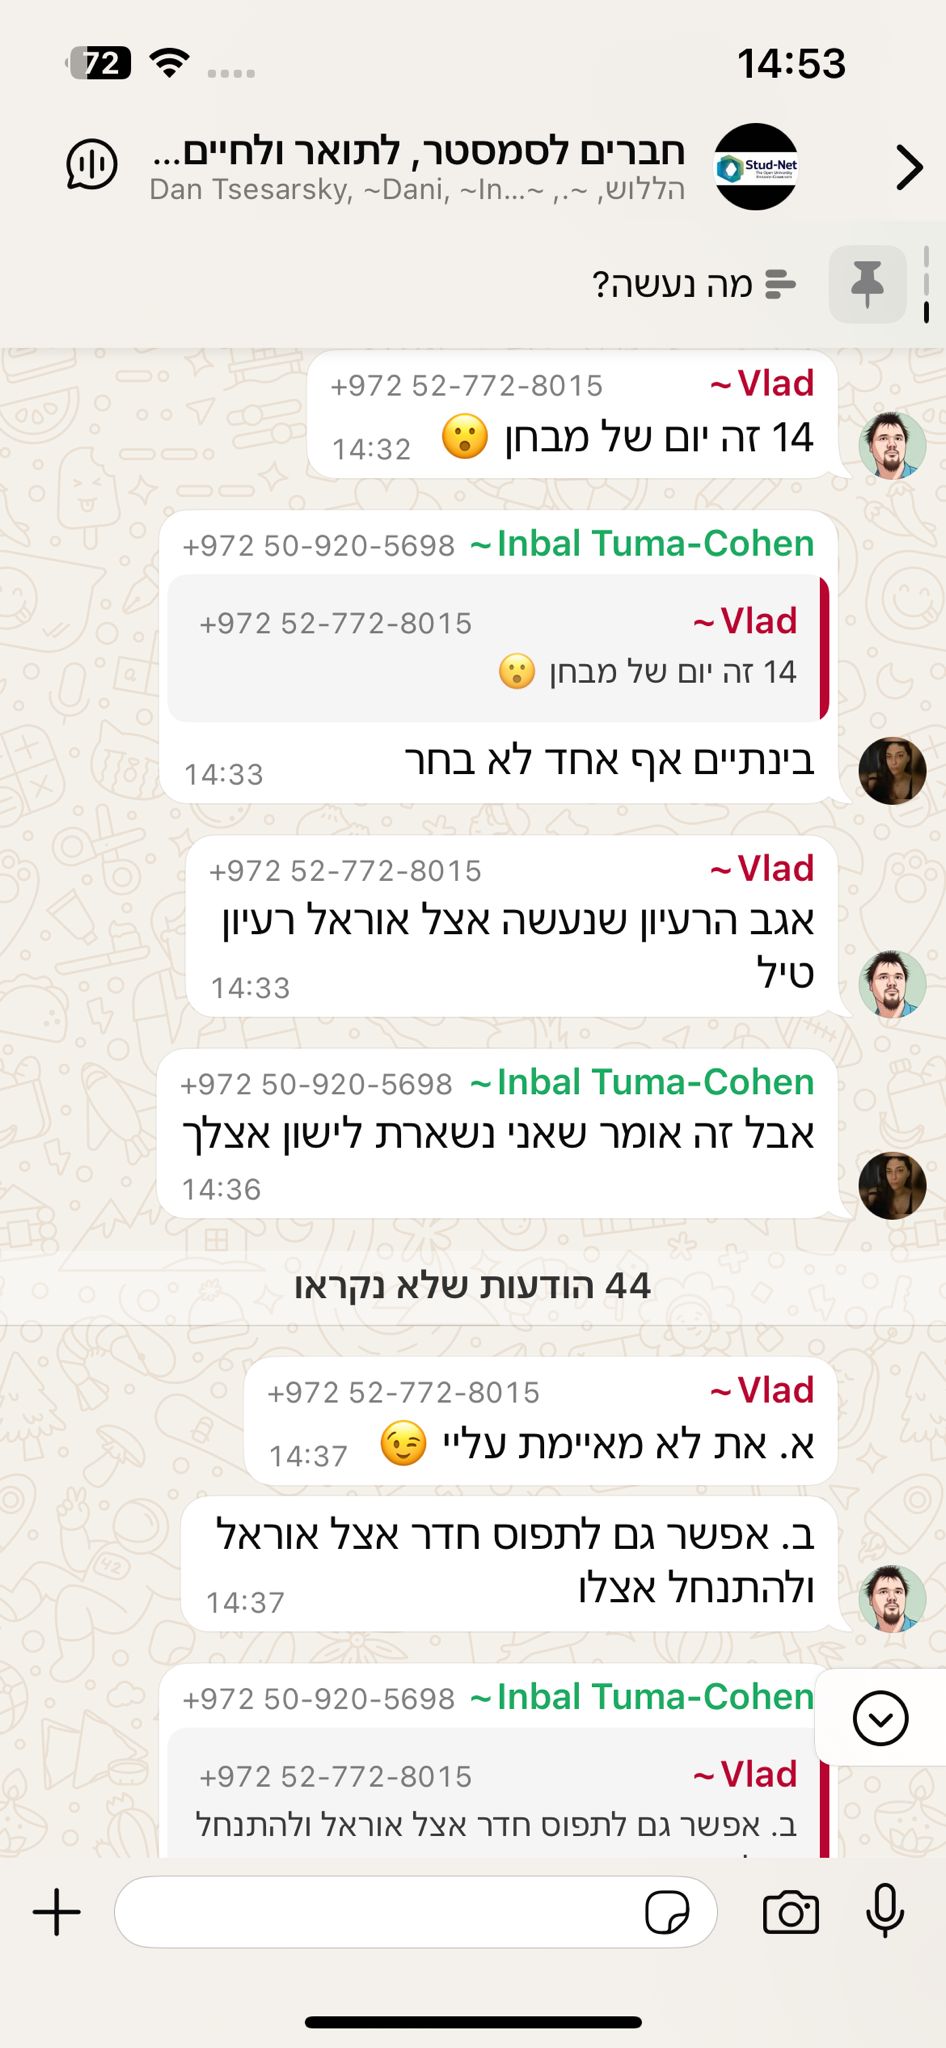 72
14:53
חברים לסמסטר, לתואר ולחיים...
הללוש, ~., ~...Dan Tsesarsky, ~Dani, ~In
Stud-Net
מה נעשה?
~Vlad +972 52-772-8015
14 זה יום של מבחן 😮
14:32
~Inbal Tuma-Cohen +972 50-920-5698
~Vlad +972 52-772-8015
14 זה יום של מבחן 😮
בינתיים אף אחד לא בחר
14:33
~Vlad +972 52-772-8015
אגב הרעיון שנעשה אצל אוראל רעיון
טיל
14:33
~Inbal Tuma-Cohen +972 50-920-5698
אבל זה אומר שאני נשארת לישון אצלך
14:36
44 הודעות שלא נקראו
~Vlad +972 52-772-8015
א. את לא מאיימת עליי 😉
14:37
ב. אפשר גם לתפוס חדר אצל אוראל
ולהתנחל אצלו
14:37
~Inbal Tuma-Cohen +972 50-920-5698
~Vlad +972 52-772-8015
ב. אפשר גם לתפוס חדר אצל אוראל ולהתנחל